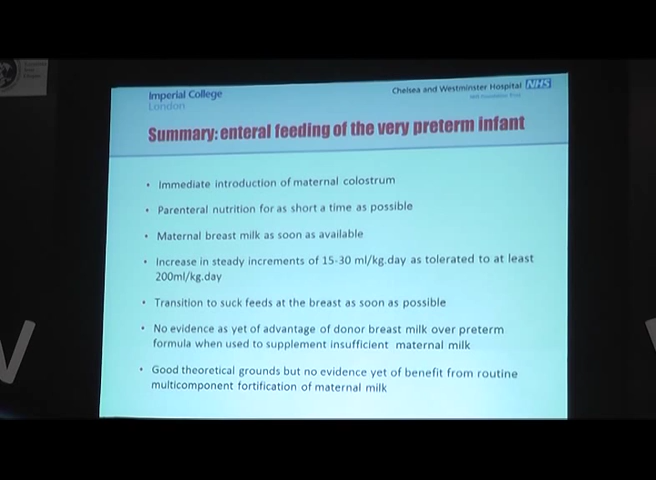 Imperial College
London
Chelsea and Westminster Hospital NHS
Summary: enteral feeding of the very preterm infant
• Immediate introduction of maternal colostrum
• Parenteral nutrition for as short a time as possible
• Maternal breast milk as soon as available
• Increase in steady increments of 15-30 ml/kg.day as tolerated to at least
200ml/kg.day
• Transition to suck feeds at the breast as soon as possible
• No evidence as yet of advantage of donor breast milk over preterm
formula when used to supplement insufficient maternal milk
• Good theoretical grounds but no evidence yet of benefit from routine
multicomponent fortification of maternal milk